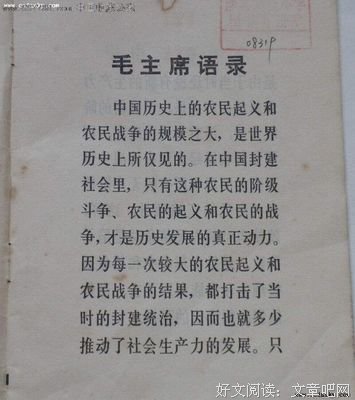 08319
毛主席语录
中国历史上的农民起义和
农民战争的规模之大，是世界
历史上所仅见的。在中国封建
社会里，只有这种农民的阶级
斗争、农民的起义和农民的战
争，才是历史发展的真正动力。
因为每一次较大的农民起义和
农民战争的结果，都打击了当
时的封建统治，因而也就多少
推动了社会生产力的发展。只
好文阅读：文章吧网